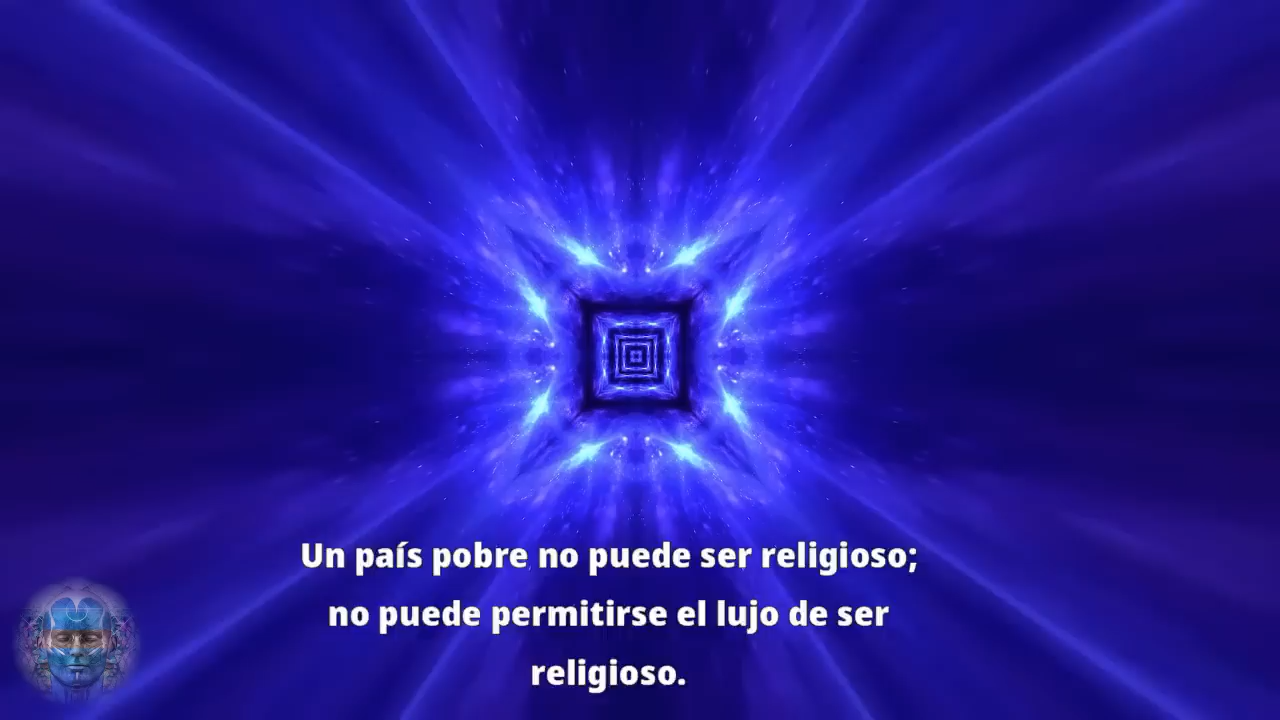 Un país pobre no puede ser religioso;
no puede permitirse el lujo de ser
religioso.